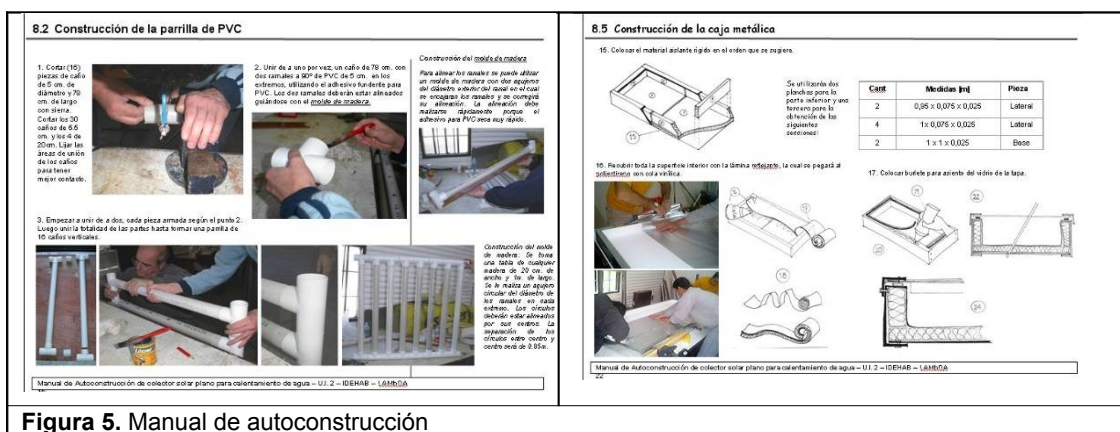 8.2 Construcción de la parrilla de PVC
1. Cortar (16)
piezas de caño
de 5 cm. de
diámetro y 78
cm. de largo
con sierra.
Cortar los 30
caños de 6.6
cm. y los 4 de
20cm. Lijar las
áreas de unión
de los caños
para tener
mejor contacto.
2. Unir de a uno por vez, un caño de 78 cm. con
dos ramales a 90º de PVC de 5 cm. en los
extremos, utilizando el adhesivo fundente para
PVC. Los dos ramales deberán estar alineados
guiándose con el molde de madera.
Construcción del molde de madera
Para alinear los ramales se puede utilizar
un molde de madera con dos agujeros
del diámetro exterior del ramal en el cual
se encajaran los ramales y se corregirá
su alineación. La alineación debe
realizarse rápidamente porque el
adhesivo para PVC seca muy rápido.
3. Empezar a unir de a dos, cada pieza armada según el punto 2.
Luego unir la totalidad de las partes hasta formar una parrilla de
16 caños verticales.
Construcción del molde
de madera: Se toma
una tabla de cualquier
madera de 20 cm. de
ancho y 1m. de largo.
Se le realiza un agujero
circular del diámetro de
los ramales en cada
extremo. Los círculos
deberán estar alineados
por sus centros. La
separación de los
círculos entre centro y
centro será de 0.85m.
Manual de Autoconstrucción de colector solar plano para calentamiento de agua – U.I. 2 – IDEHAB – LAMbDA
8.5 Construcción de la caja metálica
15. Colocar el material aislante rígido en el orden que se sugiere.
Se utilizarán dos
planchas para la
parte inferior y una
tercera para la
obtención de las
siguientes
secciones:
Cant Medidas [m] Pieza
2 0,95 x 0,075 x 0,025 Lateral
4 1x 0,075 x 0,025 Lateral
2 1 x 1 x 0,025 Base
16. Recubrir toda la superficie interior con la lámina reflejante, la cual se pegará al
poliestireno con cola vinílica.
17. Colocar burlete para asiento del vidrio de la tapa.
Manual de Autoconstrucción de colector solar plano para calentamiento de agua – U.I. 2 – IDEHAB – LAMbDA
22
Figura 5. Manual de autoconstrucción